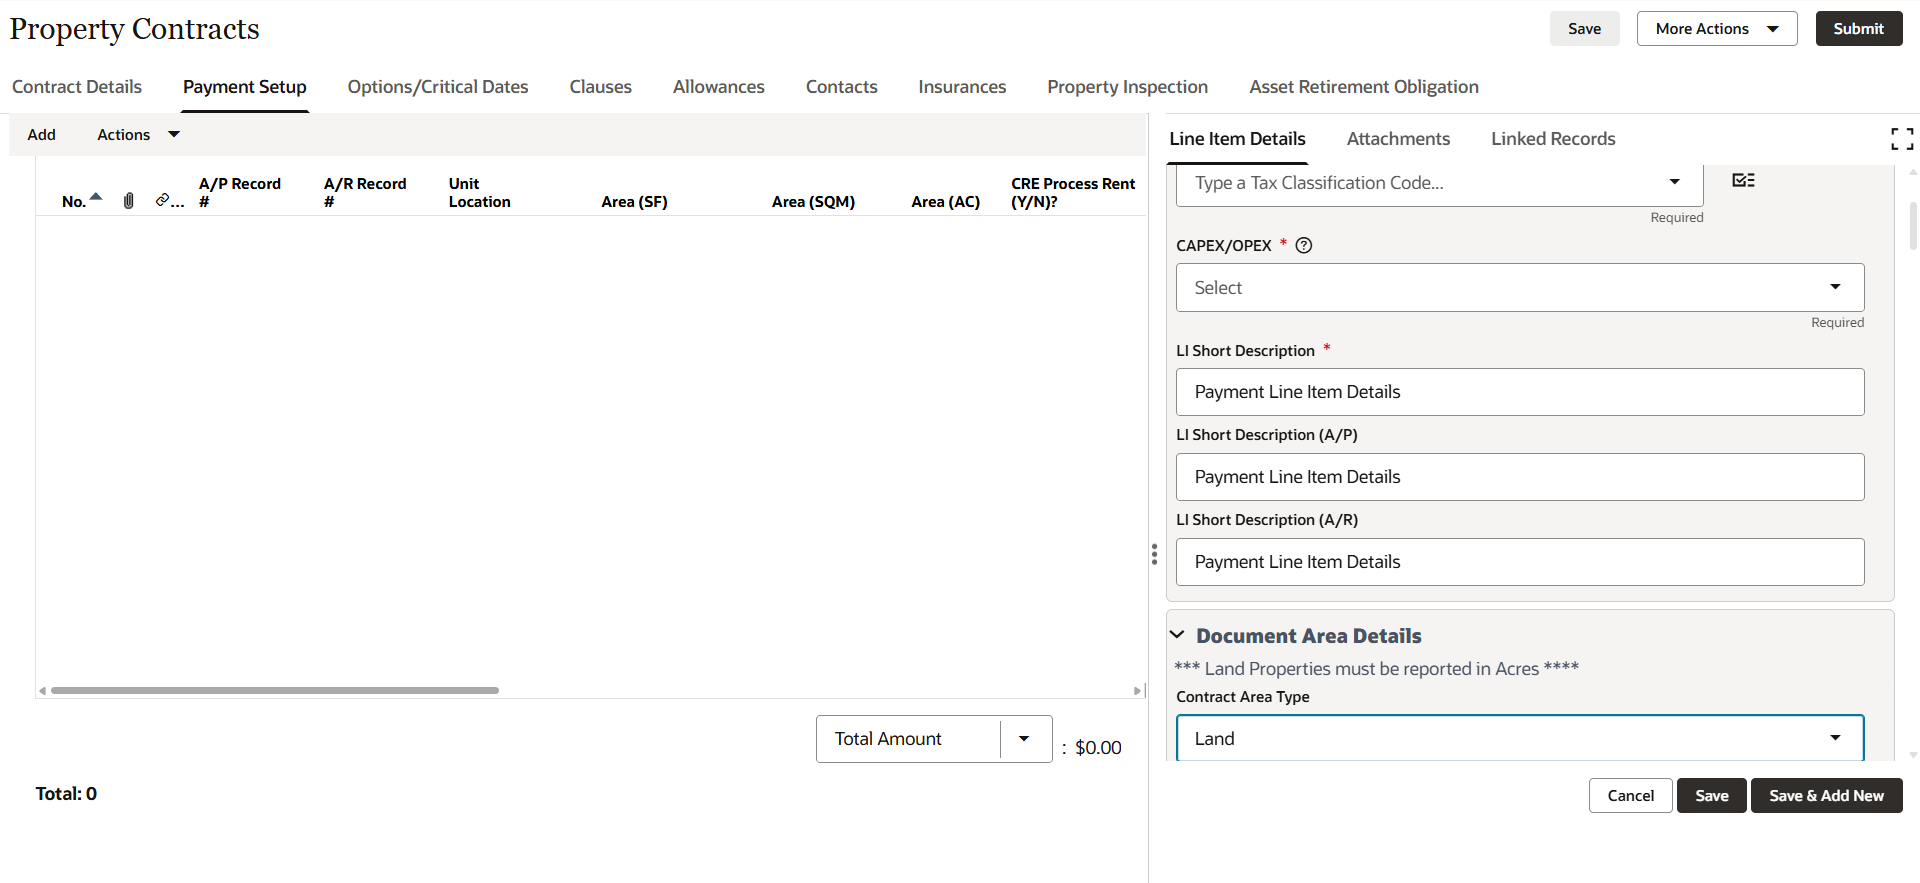 Property Contracts
Save
More Actions
Submit
Contract Details
Payment Setup
Options/Critical Dates
Clauses
Allowances
Contacts
Insurances
Property Inspection
Asset Retirement Obligation
Add
Actions
No.
...
A/P Record
#
A/R Record
#
Unit
Location
Area (SF)
Area (SQM)
Area (AC)
CRE Process Rent
(Y/N)?
Total Amount
: $0.00
Total: 0
Line Item Details
Attachments
Linked Records
Type a Tax Classification Code...
Required
CAPEX/OPEX *
Select
Required
LI Short Description *
Payment Line Item Details
LI Short Description (A/P)
Payment Line Item Details
LI Short Description (A/R)
Payment Line Item Details
Document Area Details
*** Land Properties must be reported in Acres ****
Contract Area Type
Land
Cancel
Save
Save & Add New